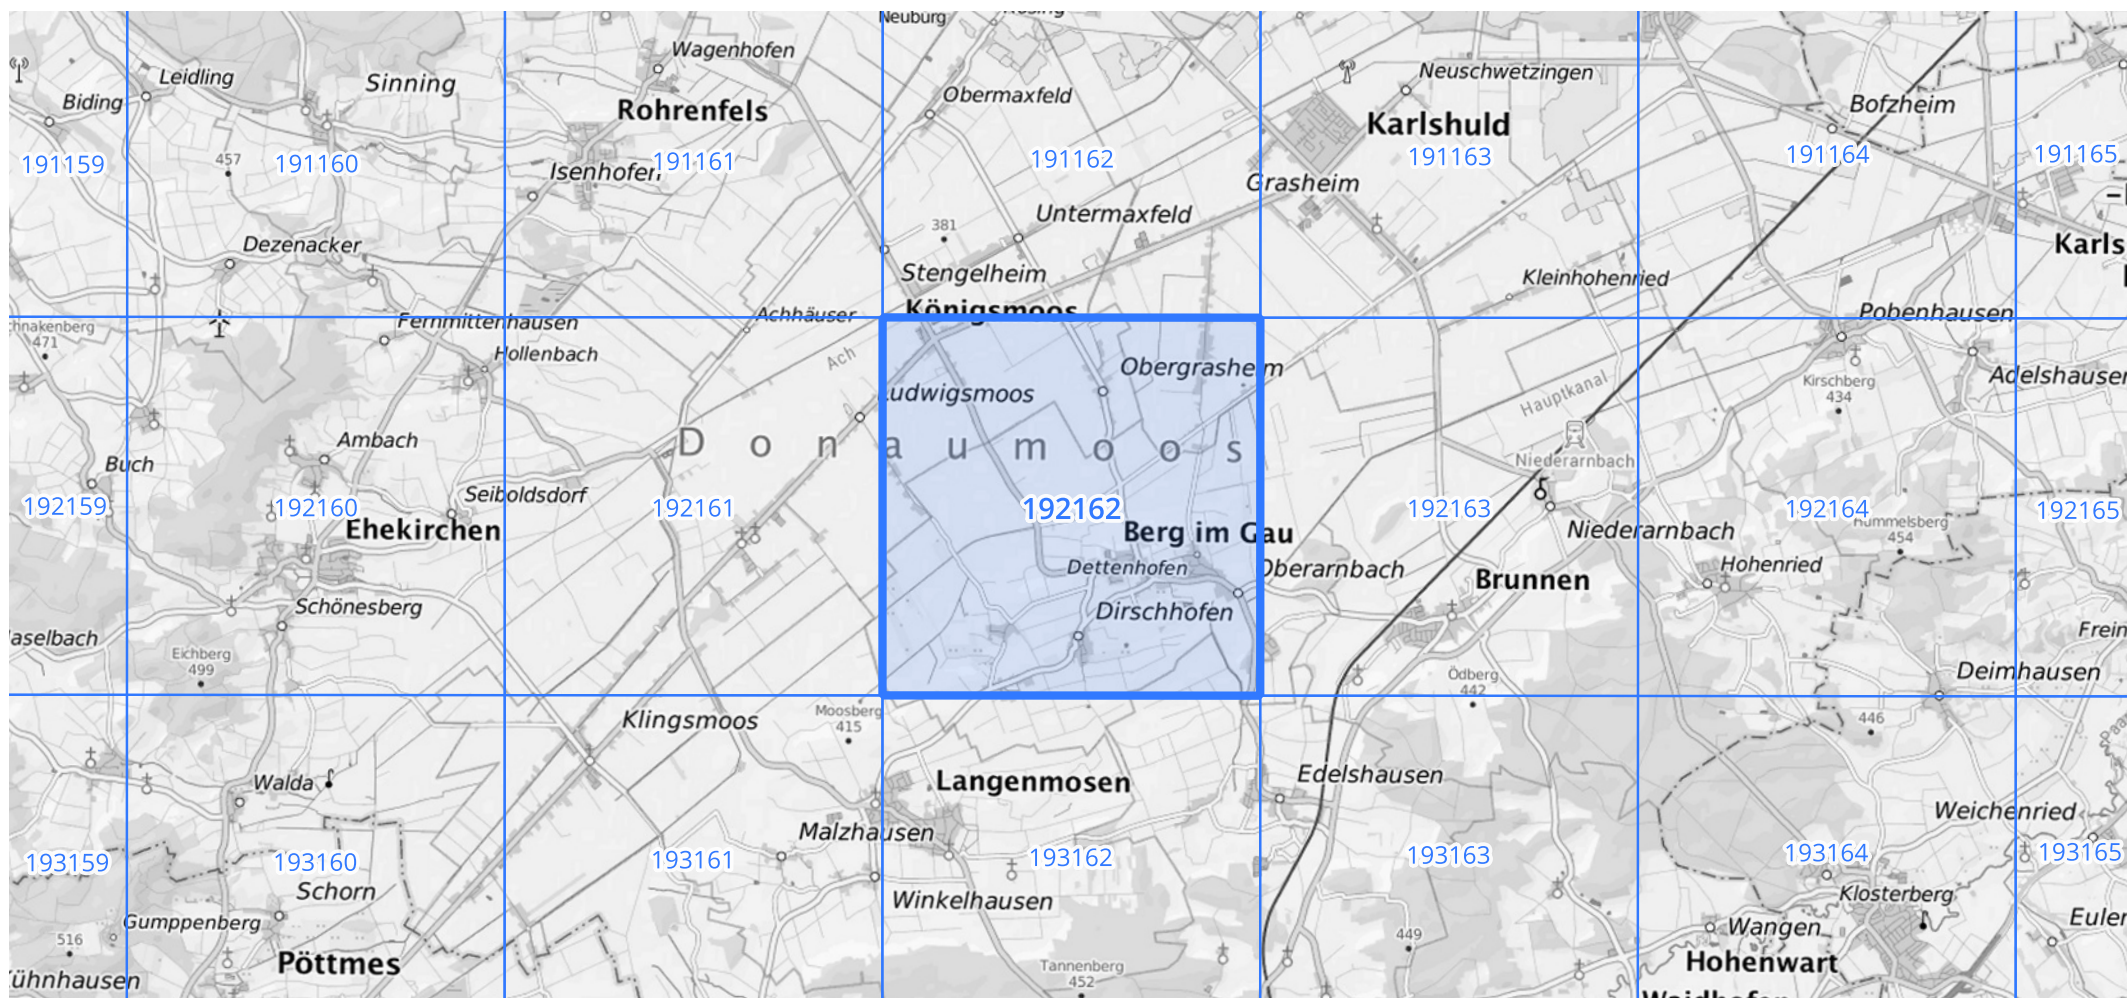 Neuburg
Wagenhofen
Leidling
Sinning
Biding
Obermaxfeld
Neuschwetzingen
Bofzheim
Rohrenfels
Karlshuld
191159
457
191160
Isenhofen
191161
191162
191163
191164
191165
Grasheim
381
Untermaxfeld
Dezenacker
Stengelheim
Kleinhohenried
Karls
Königsmoos
Achhäuser
Pobenhausen
Fernmittenhausen
471
Hollenbach
Ach
Obergrasheim
Hauptkanal
Kirschberg
434
Adelshausen
Ludwigsmoos
Ambach
Donaumoos
Buch
Niederarnbach
Seiboldsdorf
192159
192160
192161
192162
192163
192164
192165
Hummelsberg
454
Ehekirchen
Berg im Gau
Niederarnbach
Dettenhofen
Oberarnbach
Brunnen
Hohenried
Schönesberg
Dirschhofen
Eichberg
499
Ödberg
442
Deimhausen
Klingsmoos
Moosberg
415
446
Walda
Langenmosen
Edelshausen
Weichenried
Malzhausen
193159
193160
193161
193162
193163
193164
193165
Schorn
Winkelhausen
Klosterberg
Gumppenberg
516
449
Wangen
Pöttmes
Tannenberg
452
Hohenwart